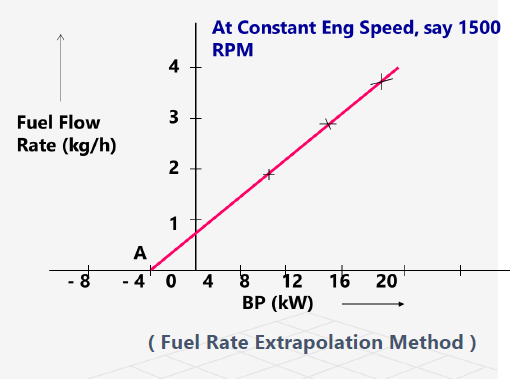 At Constant Eng Speed, say 1500
RPM
4
3
Fuel Flow
Rate (kg/h)
2
1
A
- 8 - 4 0 4 8 12 16 20
BP (kW)
( Fuel Rate Extrapolation Method )